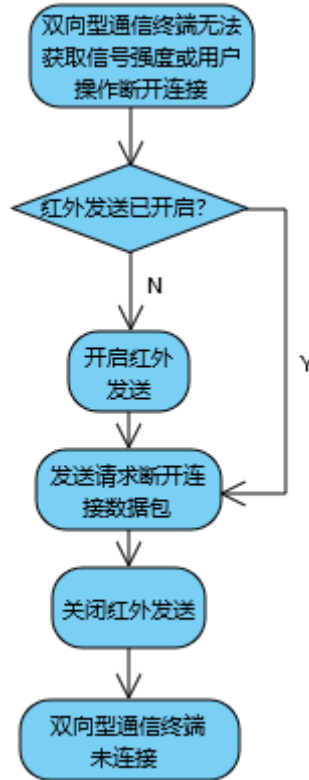 双向型通信终端无法
获取信号强度或用户
操作断开连接
红外发送已开启?
N
开启红外
发送
Y
发送请求断开连
接数据包
关闭红外发送
双向型通信终端
未连接